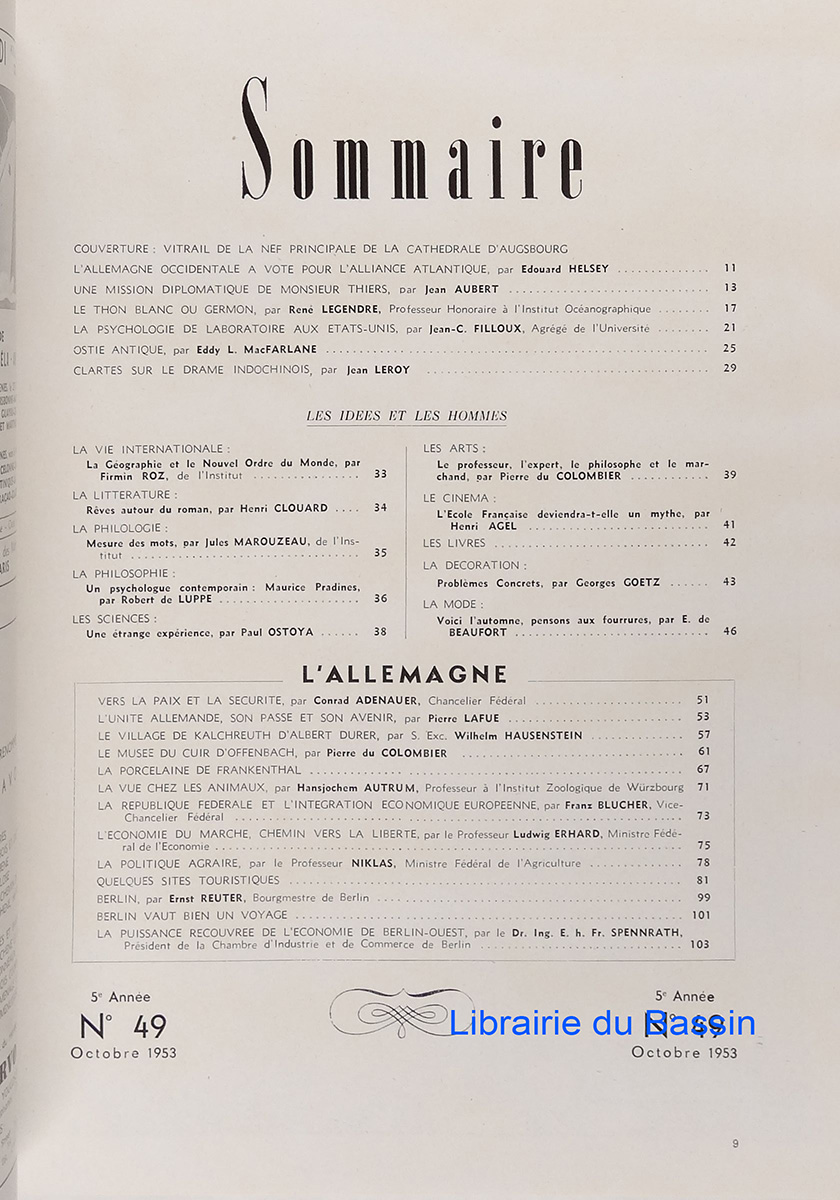 Sommaire
COUVERTURE : VITRAIL DE LA NEF PRINCIPALE DE LA CATHEDRALE D'AUGSBOURG
L'ALLEMAGNE OCCIDENTALE A VOTE POUR L'ALLIANCE ATLANTIQUE, par Edouard HELSEY .............. 11
UNE MISSION DIPLOMATIQUE DE MONSIEUR THIERS, par Jean AUBERT .............................. 13
LE THON BLANC OU GERMON, par René LEGENDRE, Professeur Honoraire à l'Institut Océanographique ........ 17
LA PSYCHOLOGIE DE LABORATOIRE AUX ETATS-UNIS, par Jean-C. FILLOUX, Agrégé de l'Université ........ 21
OSTIE ANTIQUE, par Eddy L. MacFARLANE .................................................... 25
CLARTES SUR LE DRAME INDOCHINOIS, par Jean LEROY ........................................ 29
LES IDEES ET LES HOMMES
LA VIE INTERNATIONALE :
La Géographie et le Nouvel Ordre du Monde, par
Firmin ROZ, de l'Institut ................ 33
LA LITTERATURE :
Rêves autour du roman, par Henri CLOUARD .... 34
LA PHILOLOGIE :
Mesure des mots, par Jules MAROUZEAU, de l'Ins-
titut .................................. 35
LA PHILOSOPHIE :
Un psychologue contemporain : Maurice Pradines,
par Robert de LUPPE ..................... 36
LES SCIENCES :
Une étrange expérience, par Paul OSTOYA ...... 38
LES ARTS :
Le professeur, l'expert, le philosophe et le mar-
chand, par Pierre du COLOMBIER ............ 39
LE CINEMA :
L'Ecole Française deviendra-t-elle un mythe, par
Henri AGEL ........................... 41
LES LIVRES ................................ 42
LA DECORATION :
Problèmes Concrets, par Georges GOETZ ...... 43
LA MODE :
Voici l'automne, pensons aux fourrures, par E. de
BEAUFORT ............................. 46
L'ALLEMAGNE
VERS LA PAIX ET LA SECURITE, par Conrad ADENAUER, Chancelier Fédéral ...................... 51
L'UNITE ALLEMANDE, SON PASSE ET SON AVENIR, par Pierre LAFUE .......................... 53
LE VILLAGE DE KALCHREUTH D'ALBERT DURER, par S. Exc. Wilhelm HAUSENSTEIN .............. 57
LE MUSEE DU CUIR D'OFFENBACH, par Pierre du COLOMBIER ................................ 61
LA PORCELAINE DE FRANKENTHAL ...................................................... 67
LA VUE CHEZ LES ANIMAUX, par Hansjochem AUTRUM, Professeur à l'Institut Zoologique de Würzbourg 71
LA REPUBLIQUE FEDERALE ET L'INTEGRATION ECONOMIQUE EUROPEENNE, par Franz BLUCHER, Vice-
Chancelier Fédéral ................................................................ 73
L'ECONOMIE DU MARCHE, CHEMIN VERS LA LIBERTE, par le Professeur Ludwig ERHARD, Ministre Fédé-
ral de l'Economie .................................................................. 75
LA POLITIQUE AGRAIRE, par le Professeur NIKLAS, Ministre Fédéral de l'Agriculture .............. 78
QUELQUES SITES TOURISTIQUES ........................................................ 81
BERLIN, par Ernst REUTER, Bourgmestre de Berlin ............................................ 99
BERLIN VAUT BIEN UN VOYAGE ........................................................ 101
LA PUISSANCE RECOUVREE DE L'ECONOMIE DE BERLIN-OUEST, par le Dr. Ing. E. h. Fr. SPENNRATH,
Président de la Chambre d'Industrie et de Commerce de Berlin .............................. 103
5e Année
N° 49
Octobre 1953
5e Année
N° 49
Octobre 1953
Librairie du Bassin
9